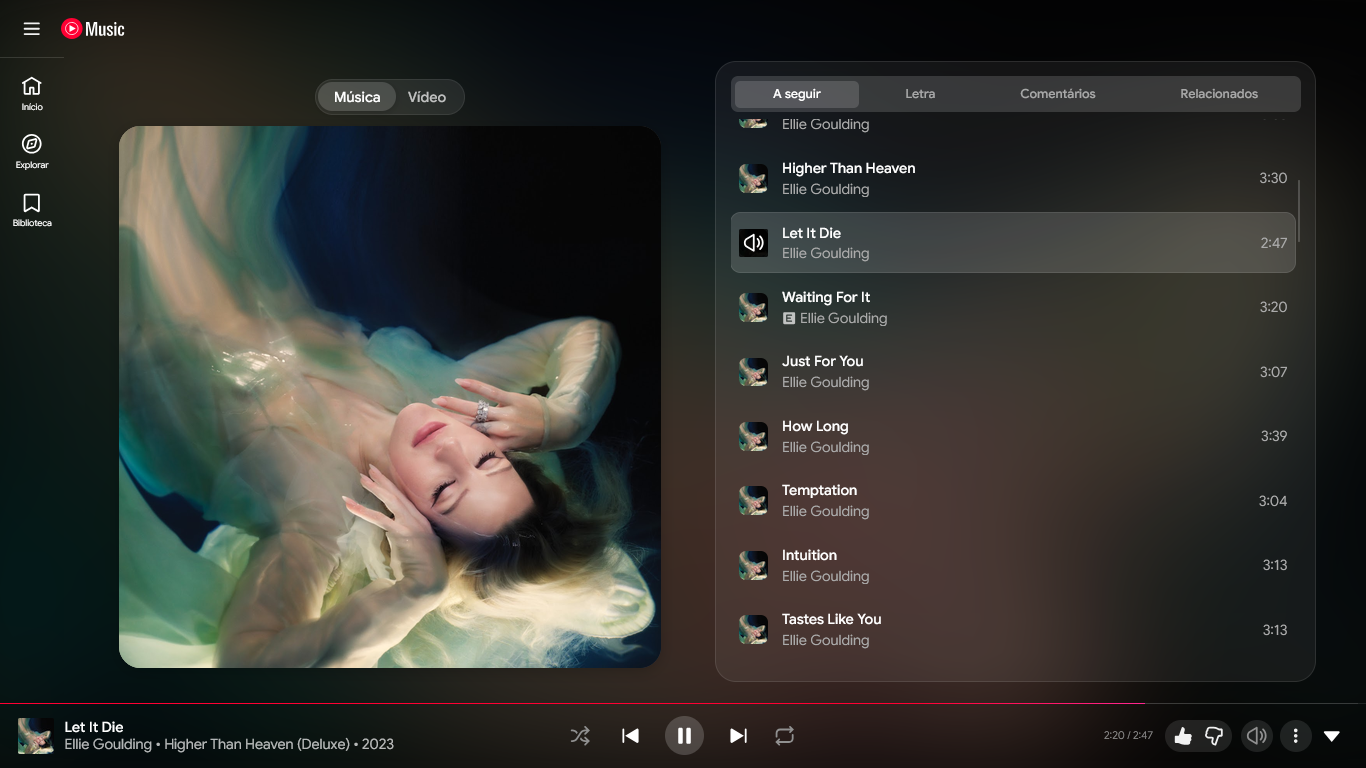 Music
Início
Explorar
Biblioteca
Música
Vídeo
A seguir
Letra
Comentários
Relacionados
Ellie Goulding
Higher Than Heaven
Ellie Goulding
3:30
Let It Die
Ellie Goulding
2:47
Waiting For It
E Ellie Goulding
3:20
Just For You
Ellie Goulding
3:07
How Long
Ellie Goulding
3:39
Temptation
Ellie Goulding
3:04
Intuition
Ellie Goulding
3:13
Tastes Like You
Ellie Goulding
3:13
Let It Die
Ellie Goulding • Higher Than Heaven (Deluxe) • 2023
2:20 / 2:47